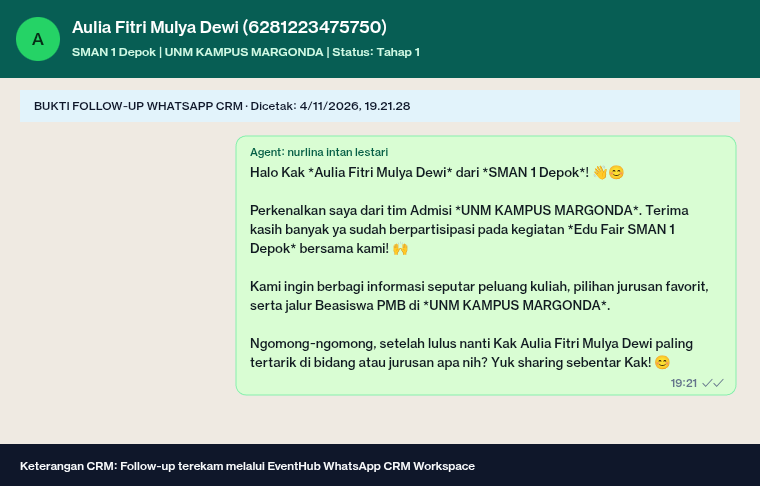 A
Aulia Fitri Mulya Dewi (6281223475750)
SMAN 1 Depok | UNM KAMPUS MARGONDA | Status: Tahap 1
BUKTI FOLLOW-UP WHATSAPP CRM · Dicetak: 4/11/2026, 19.21.28
Agent: nurlina intan lestari
Halo Kak *Aulia Fitri Mulya Dewi* dari *SMAN 1 Depok*! 👋😊
Perkenalkan saya dari tim Admisi *UNM KAMPUS MARGONDA*. Terima
kasih banyak ya sudah berpartisipasi pada kegiatan *Edu Fair SMAN 1
Depok* bersama kami! 🙌
Kami ingin berbagi informasi seputar peluang kuliah, pilihan jurusan favorit,
serta jalur Beasiswa PMB di *UNM KAMPUS MARGONDA*.
Ngomong-ngomong, setelah lulus nanti Kak Aulia Fitri Mulya Dewi paling
tertarik di bidang atau jurusan apa nih? Yuk sharing sebentar Kak! 😊
19:21
Keterangan CRM: Follow-up terekam melalui EventHub WhatsApp CRM Workspace